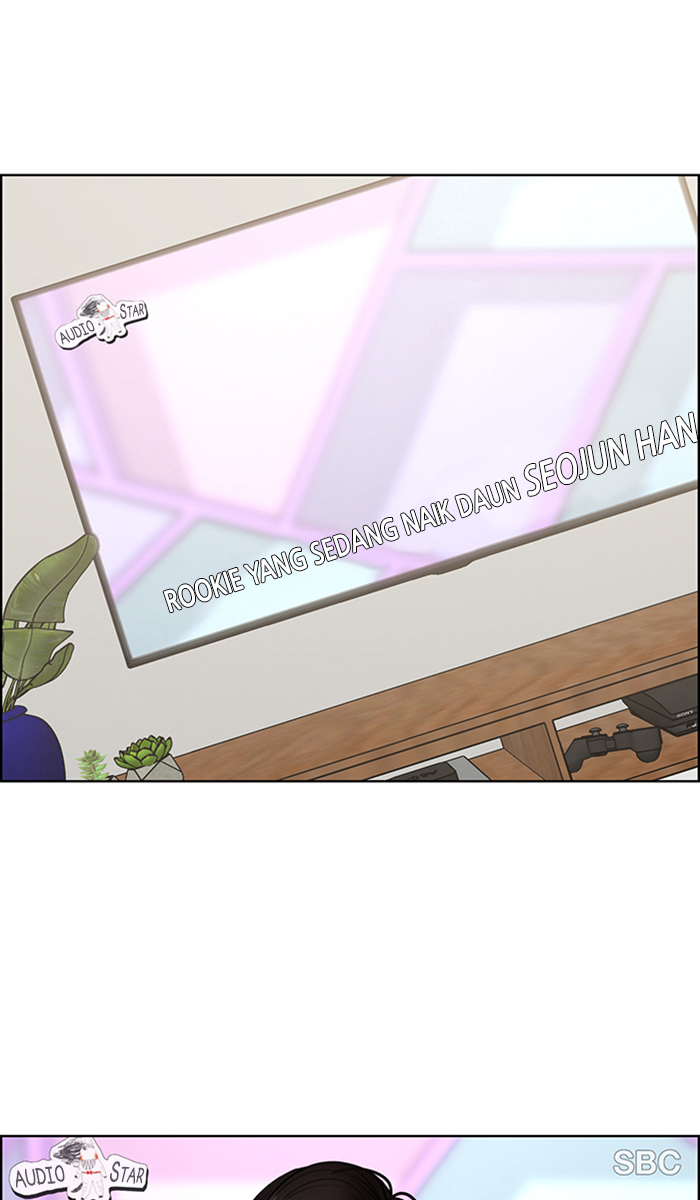 AUDIO STAR
ROOKIE YANG SEDANG NAIK DAUN SEOJUN HAN
SONY
AUDIO STAR
SBC